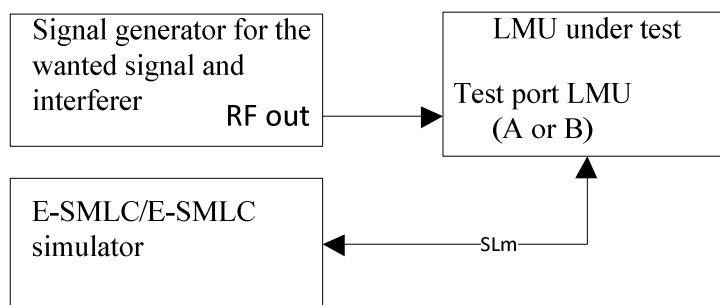 Signal generator for the
wanted signal and
interferer
RF out
LMU under test
Test port LMU
(A or B)
E-SMLC/E-SMLC
simulator
SLm